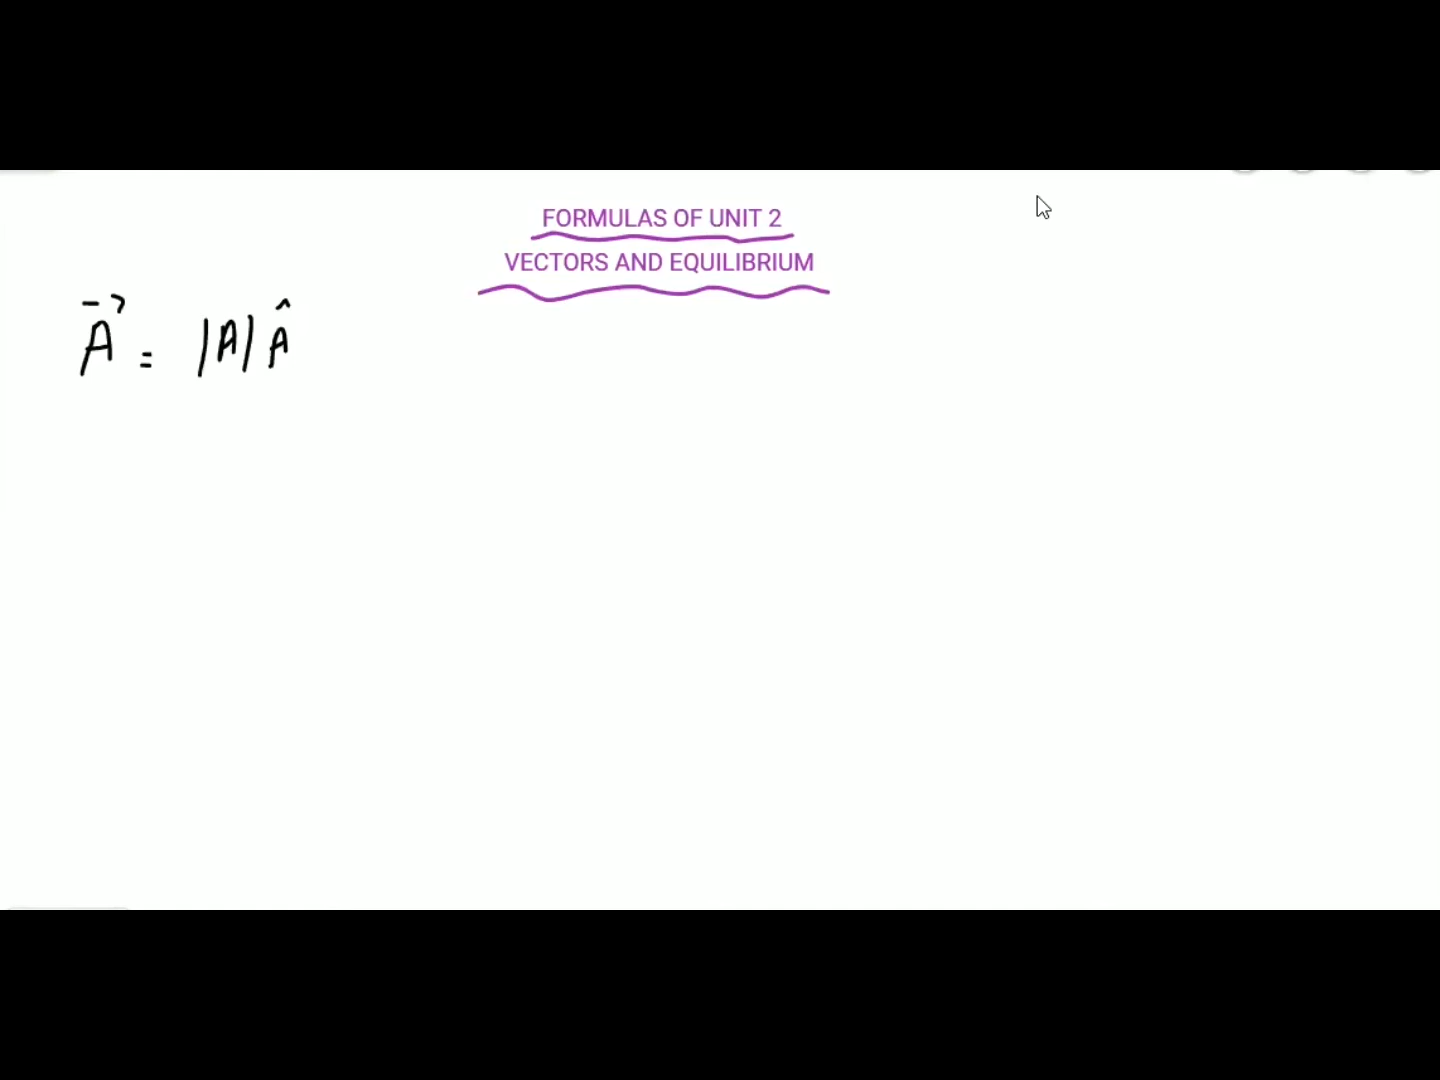 FORMULAS OF UNIT 2
VECTORS AND EQUILIBRIUM
A⃗ = |A| Â